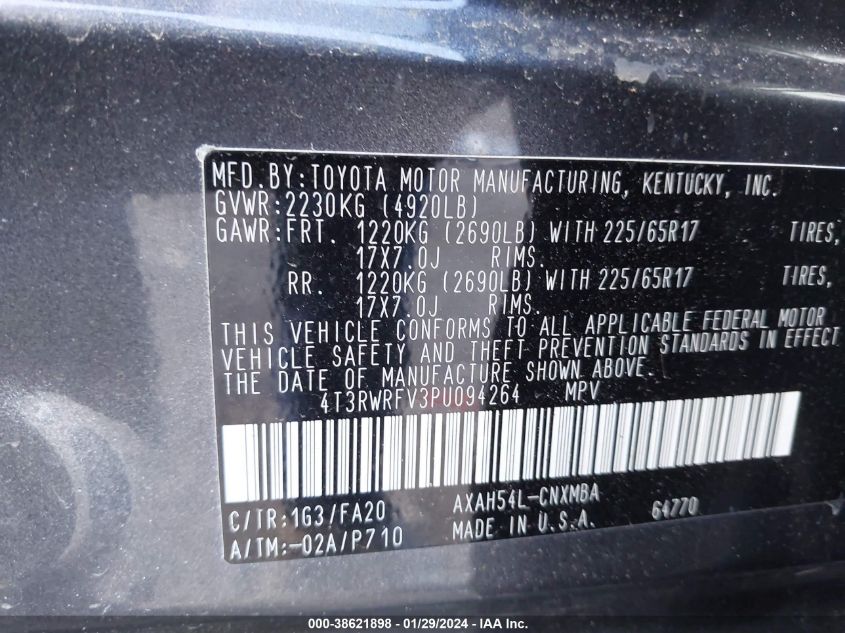 MFD.BY:TOYOTA MOTOR MANUFACTURING, KENTUCKY, INC.
GVWR:2230KG (4920LB)
GAWR:FRT. 1220KG (2690LB) WITH 225/65R17 TIRES,
17X7.0J RIMS.
RR. 1220KG (2690LB) WITH 225/65R17 TIRES,
17X7.0J RIMS.
THIS VEHICLE CONFORMS TO ALL APPLICABLE FEDERAL MOTOR
VEHICLE SAFETY AND THEFT PREVENTION STANDARDS IN EFFECT
THE DATE OF MANUFACTURE SHOWN ABOVE.
4T3RWRFV3PU094264 MPV
C/TR:1G3/FA20 AXAH54L-CNXMBA
A/TM:-02A/P710 MADE IN U.S.A. 64770
000-38621898 - 01/29/2024 - IAA Inc.